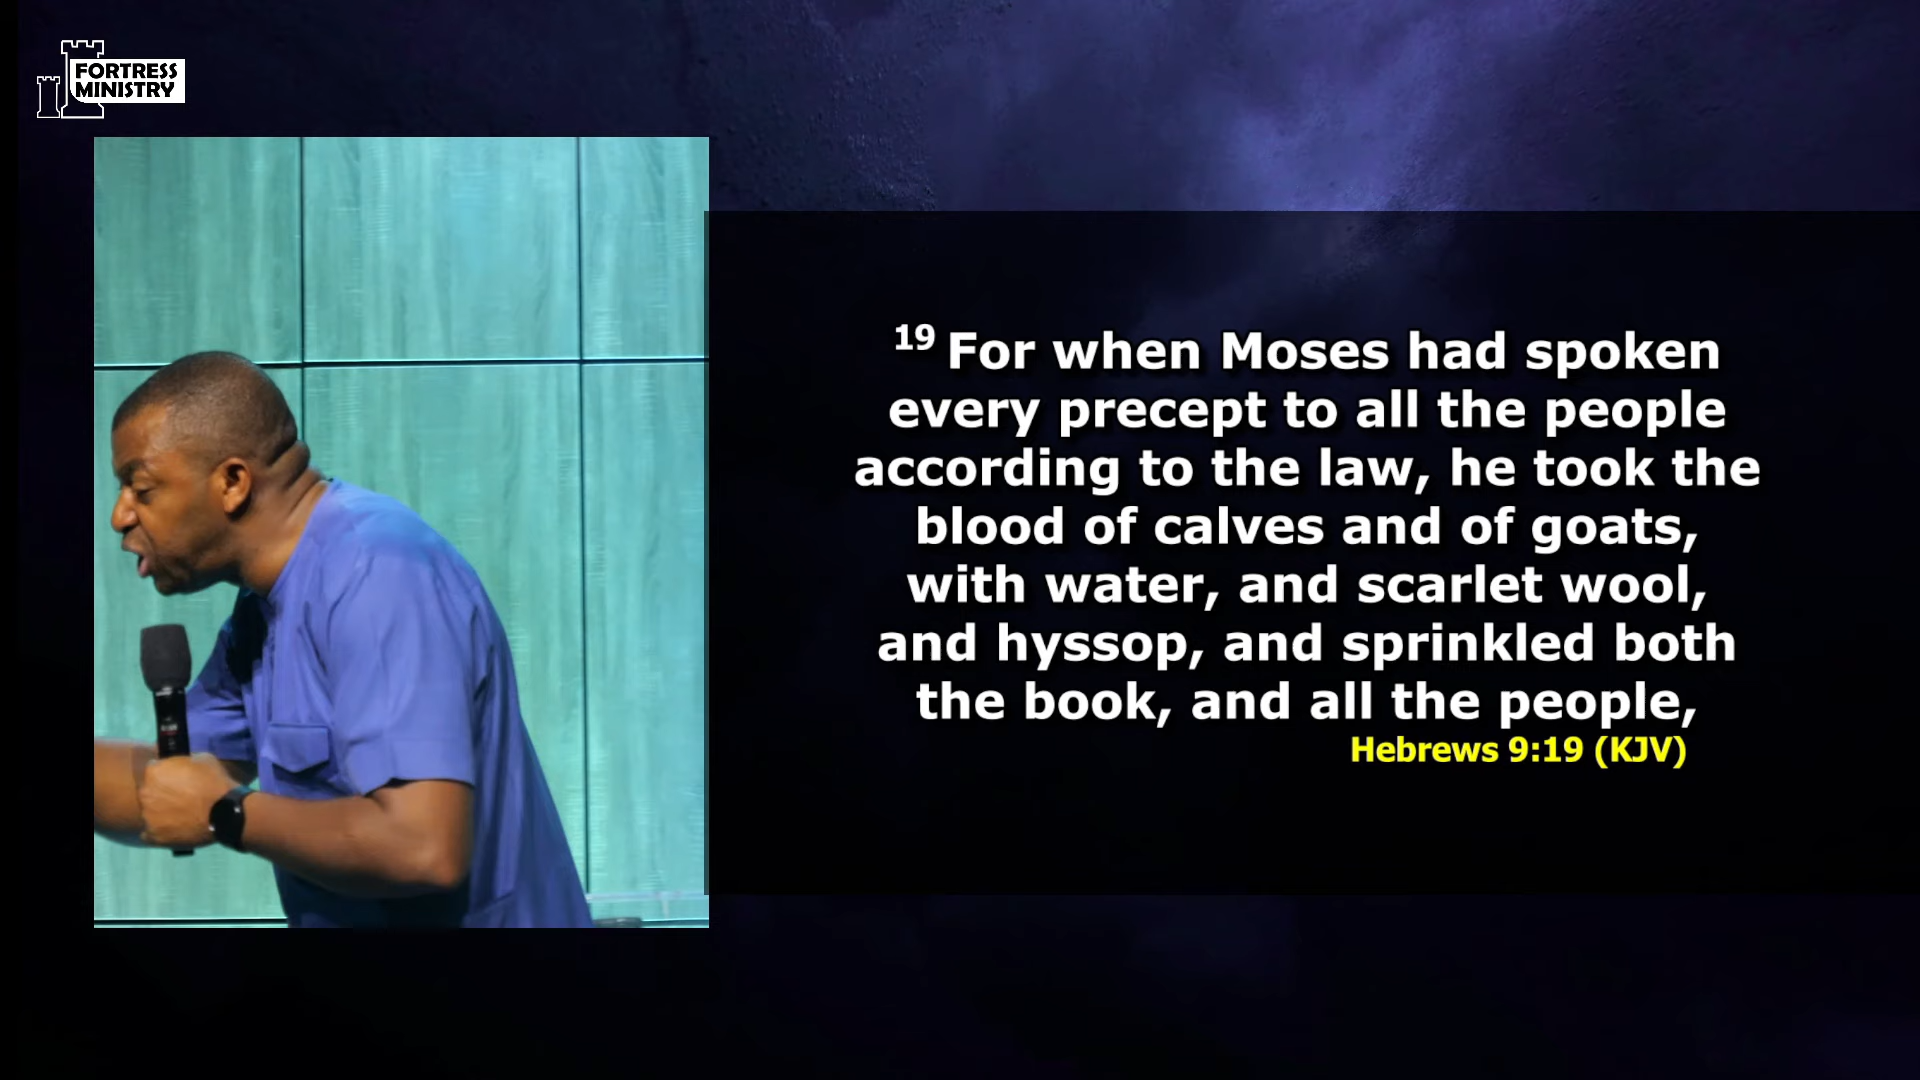 FORTRESS
MINISTRY
19 For when Moses had spoken
every precept to all the people
according to the law, he took the
blood of calves and of goats,
with water, and scarlet wool,
and hyssop, and sprinkled both
the book, and all the people,
Hebrews 9:19 (KJV)